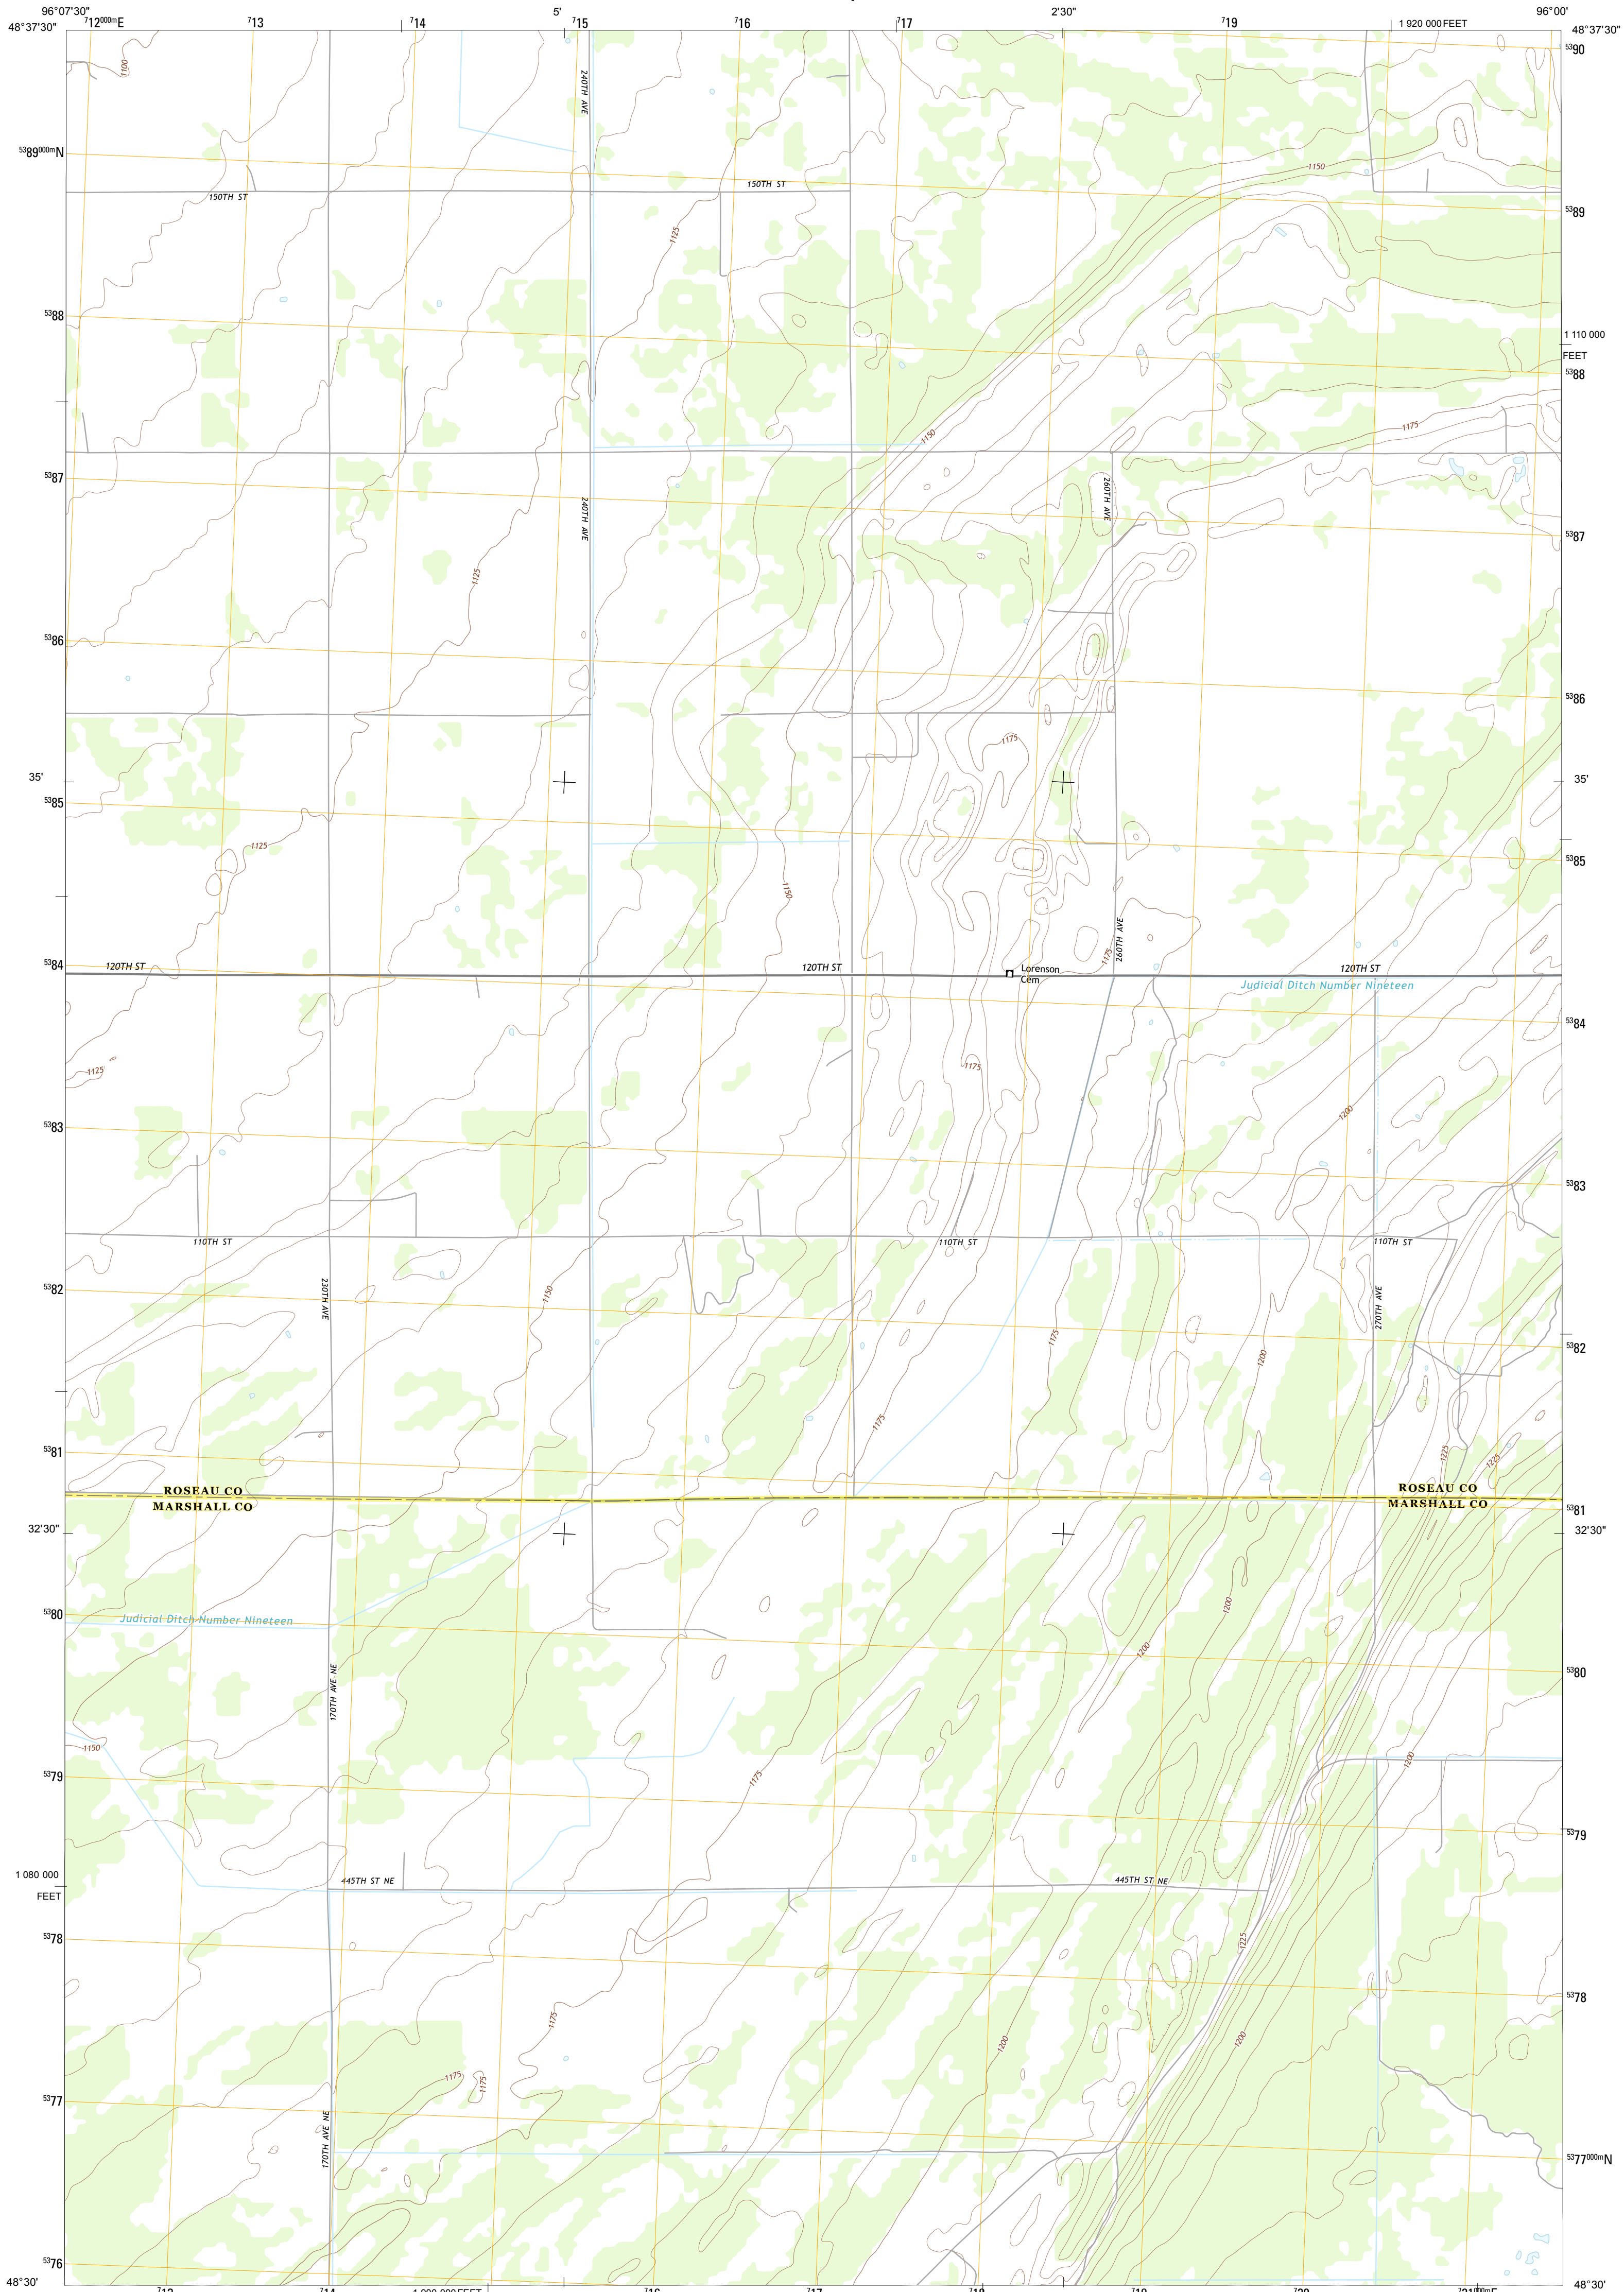 96°07'30"
712000mE
713
714
5'
715
716
717
2'30"
719
1 920 000 FEET
96°00'
48°37'30"
48°37'30"
5390
1100
240TH AVE
5389000mN
1150
150TH ST
150TH ST
5389
1125
5388
1 110 000
FEET
5388
1150
1175
5387
240TH AVE
260TH AVE
5387
1125
5386
5386
1175
35'
35'
5385
1125
5385
1150
260TH AVE
1175
5384
120TH ST
120TH ST
Lorenson
Cem
120TH ST
Judicial Ditch Number Nineteen
5384
1125
1175
1200
5383
5383
110TH ST
110TH ST
110TH ST
5382
230TH AVE
1150
270TH AVE
1175
1200
5382
1175
5381
1225
1225
ROSEAU CO
MARSHALL CO
ROSEAU CO
MARSHALL CO
5381
32'30"
32'30"
5380
Judicial Ditch Number Nineteen
1200
1200
5380
170TH AVE NE
1150
1175
1200
5379
5379
1 080 000
FEET
445TH ST NE
445TH ST NE
5378
1225
5378
1175
1200
1200
1175
1175
5377
170TH AVE NE
5377000mN
5376
48°30'
48°30'